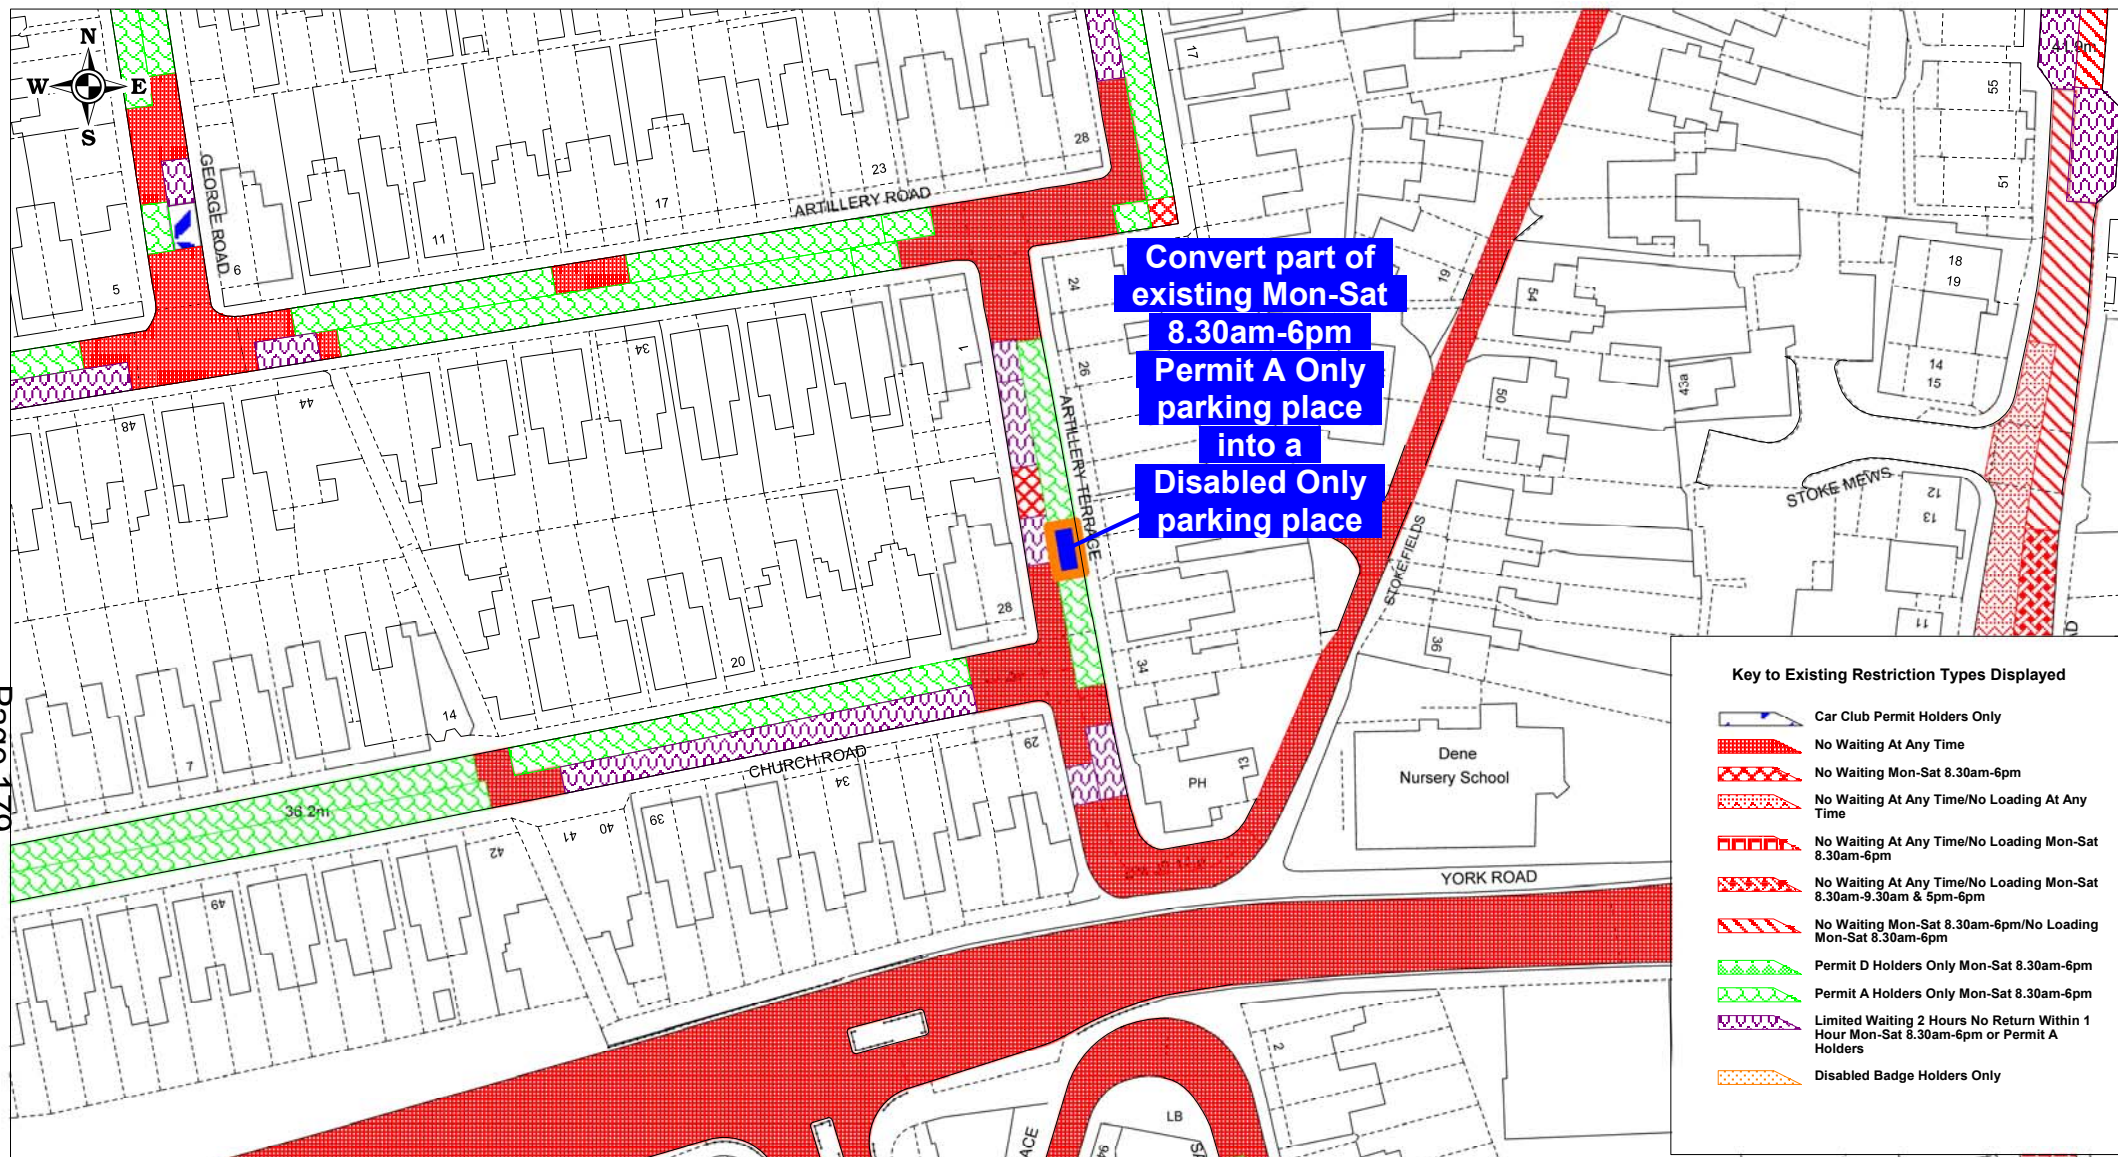 N
W E
S
GEORGE ROAD
ARTILLERY ROAD
5
6
11
17
23
28
17
55
51
18
19
14
15
19
54
50
43a
24
26
1
34
44
48
Convert part of
existing Mon-Sat
8.30am-6pm
Permit A Only
parking place
into a
Disabled Only
parking place
ARTILLERY TERRACE
STOKE FIELDS
STOKE MEWS
12
13
11
36
34
28
20
14
7
36.2m
CHURCH ROAD
34
29
39
40
41
42
49
PH
13
Dene
Nursery School
YORK ROAD
2
LB
ACE
94
Page 170
Key to Existing Restriction Types Displayed
Car Club Permit Holders Only
No Waiting At Any Time
No Waiting Mon-Sat 8.30am-6pm
No Waiting At Any Time/No Loading At Any
Time
No Waiting At Any Time/No Loading Mon-Sat
8.30am-6pm
No Waiting At Any Time/No Loading Mon-Sat
8.30am-9.30am & 5pm-6pm
No Waiting Mon-Sat 8.30am-6pm/No Loading
Mon-Sat 8.30am-6pm
Permit D Holders Only Mon-Sat 8.30am-6pm
Permit A Holders Only Mon-Sat 8.30am-6pm
Limited Waiting 2 Hours No Return Within 1
Hour Mon-Sat 8.30am-6pm or Permit A
Holders
Disabled Badge Holders Only